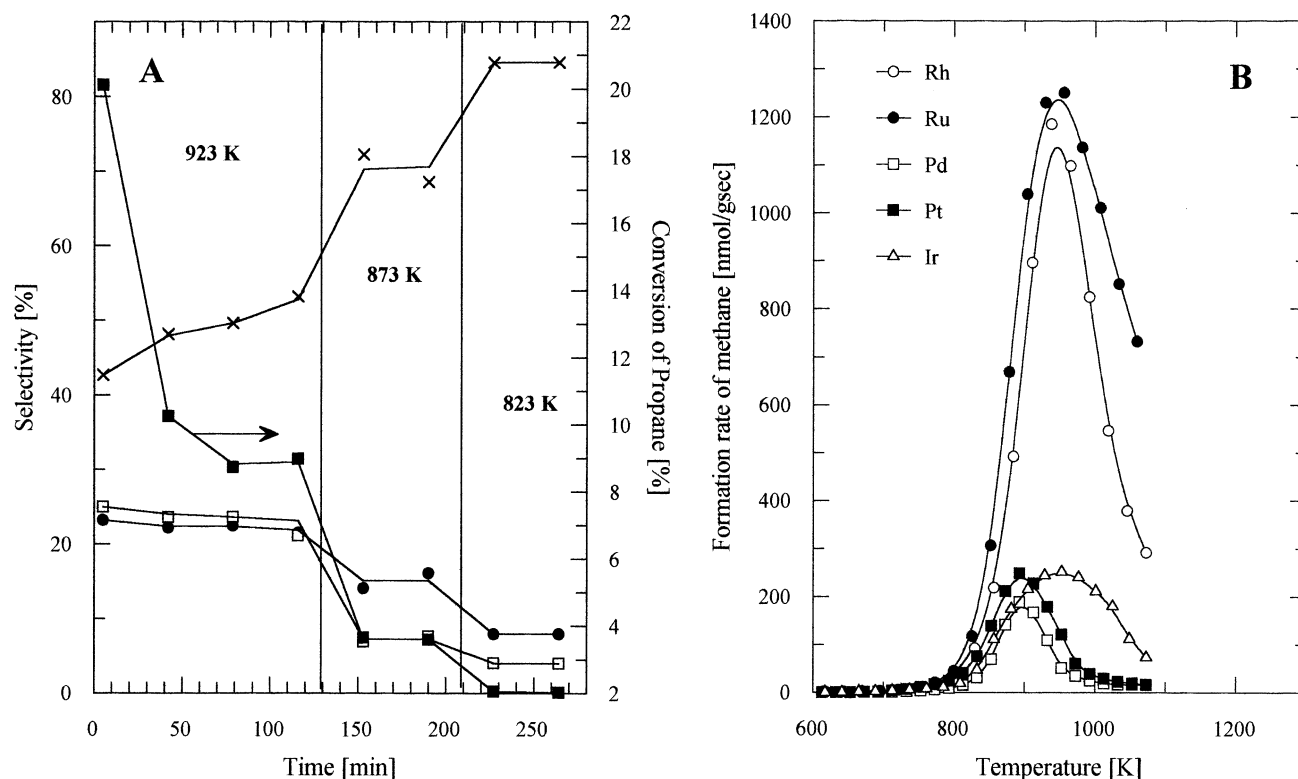 A
923 K
873 K
823 K
Selectivity [%]
0
20
40
60
80
Conversion of Propane [%]
2
4
6
8
10
12
14
16
18
20
22
0
50
100
150
200
250
Time [min]
B
Rh
Ru
Pd
Pt
Ir
Formation rate of methane [nmol/gsec]
0
200
400
600
800
1000
1200
1400
600
800
1000
1200
Temperature [K]